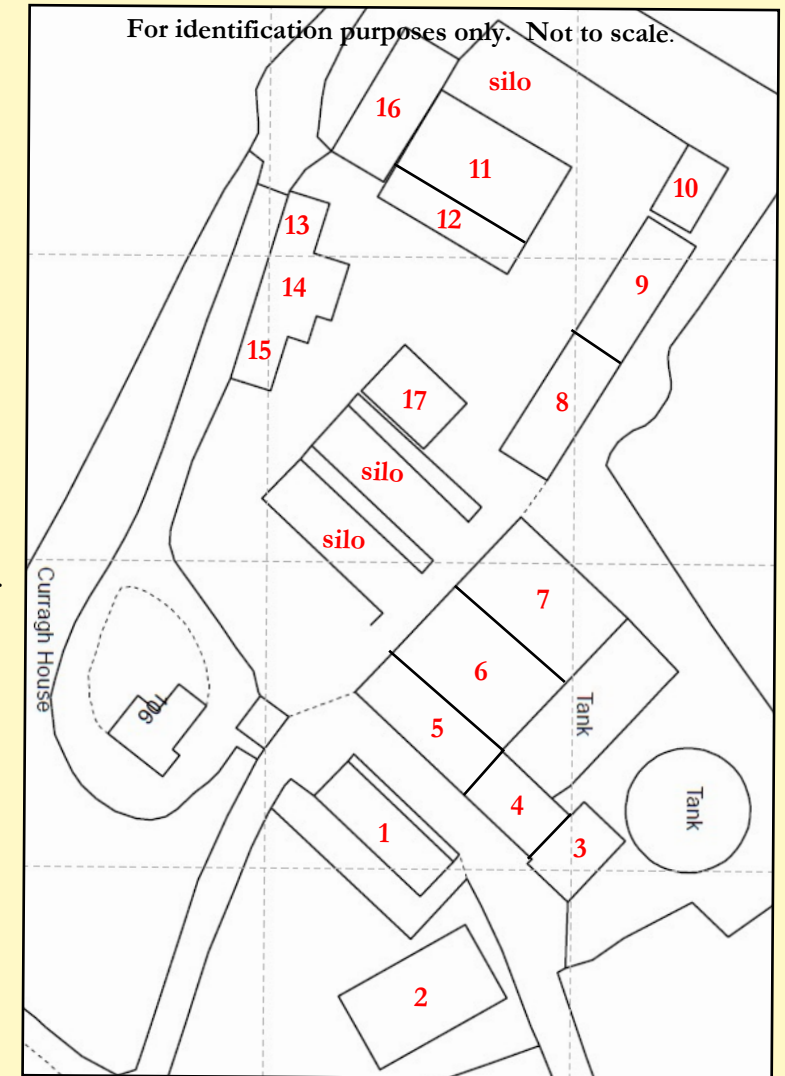 For identification purposes only.  Not to scale.
silo
16
11
10
12
13
9
14
15
17
8
silo
silo
7
Curragh House
6
106
Tank
5
4
Tank
1
3
2